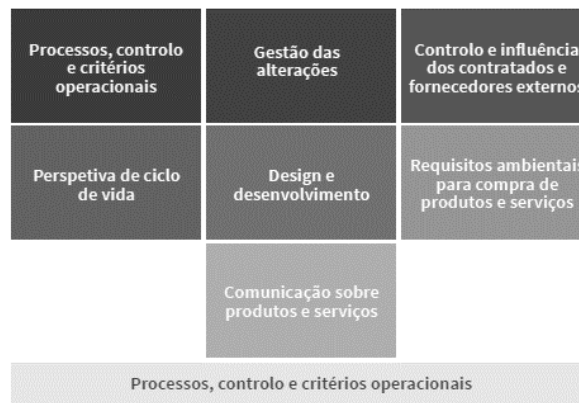 Processos, controlo
e critérios
operacionais
Gestão das
alterações
Controlo e influência
dos contratados e
fornecedores externos
Perspetiva de ciclo
de vida
Design e
desenvolvimento
Requisitos ambientais
para compra de
produtos e serviços
Comunicação sobre
produtos e serviços
Processos, controlo e critérios operacionais